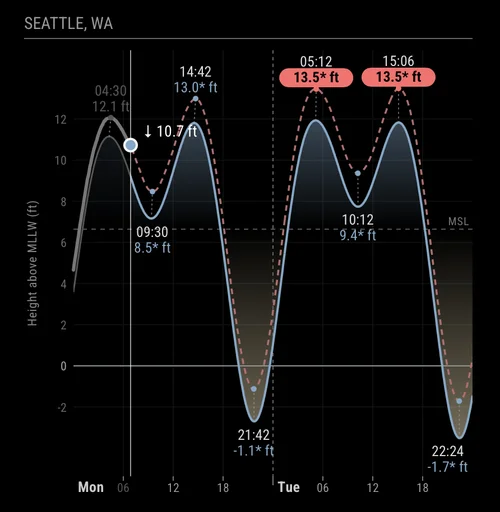 SEATTLE, WA
05:12
15:06
14:42
13.5* ft
13.5* ft
13.0* ft
04:30
12.1 ft
↓ 10.7 ft
12
10
8
6
4
2
0
-2
Height above MLLW (ft)
MSL
09:30
8.5* ft
10:12
9.4* ft
21:42
-1.1* ft
22:24
-1.7* ft
Mon 06 12 18 Tue 06 12 18